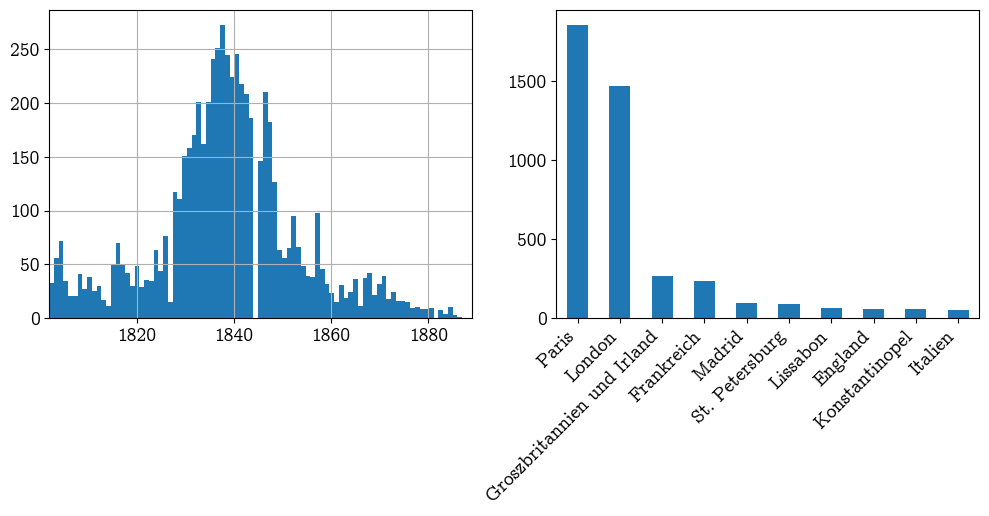 250
200
150
100
50
0
1820 1840 1860 1880
1500
1000
500
0
Paris
London
Groszbritannien und Irland
Frankreich
Madrid
St. Petersburg
Lissabon
England
Konstantinopel
Italien